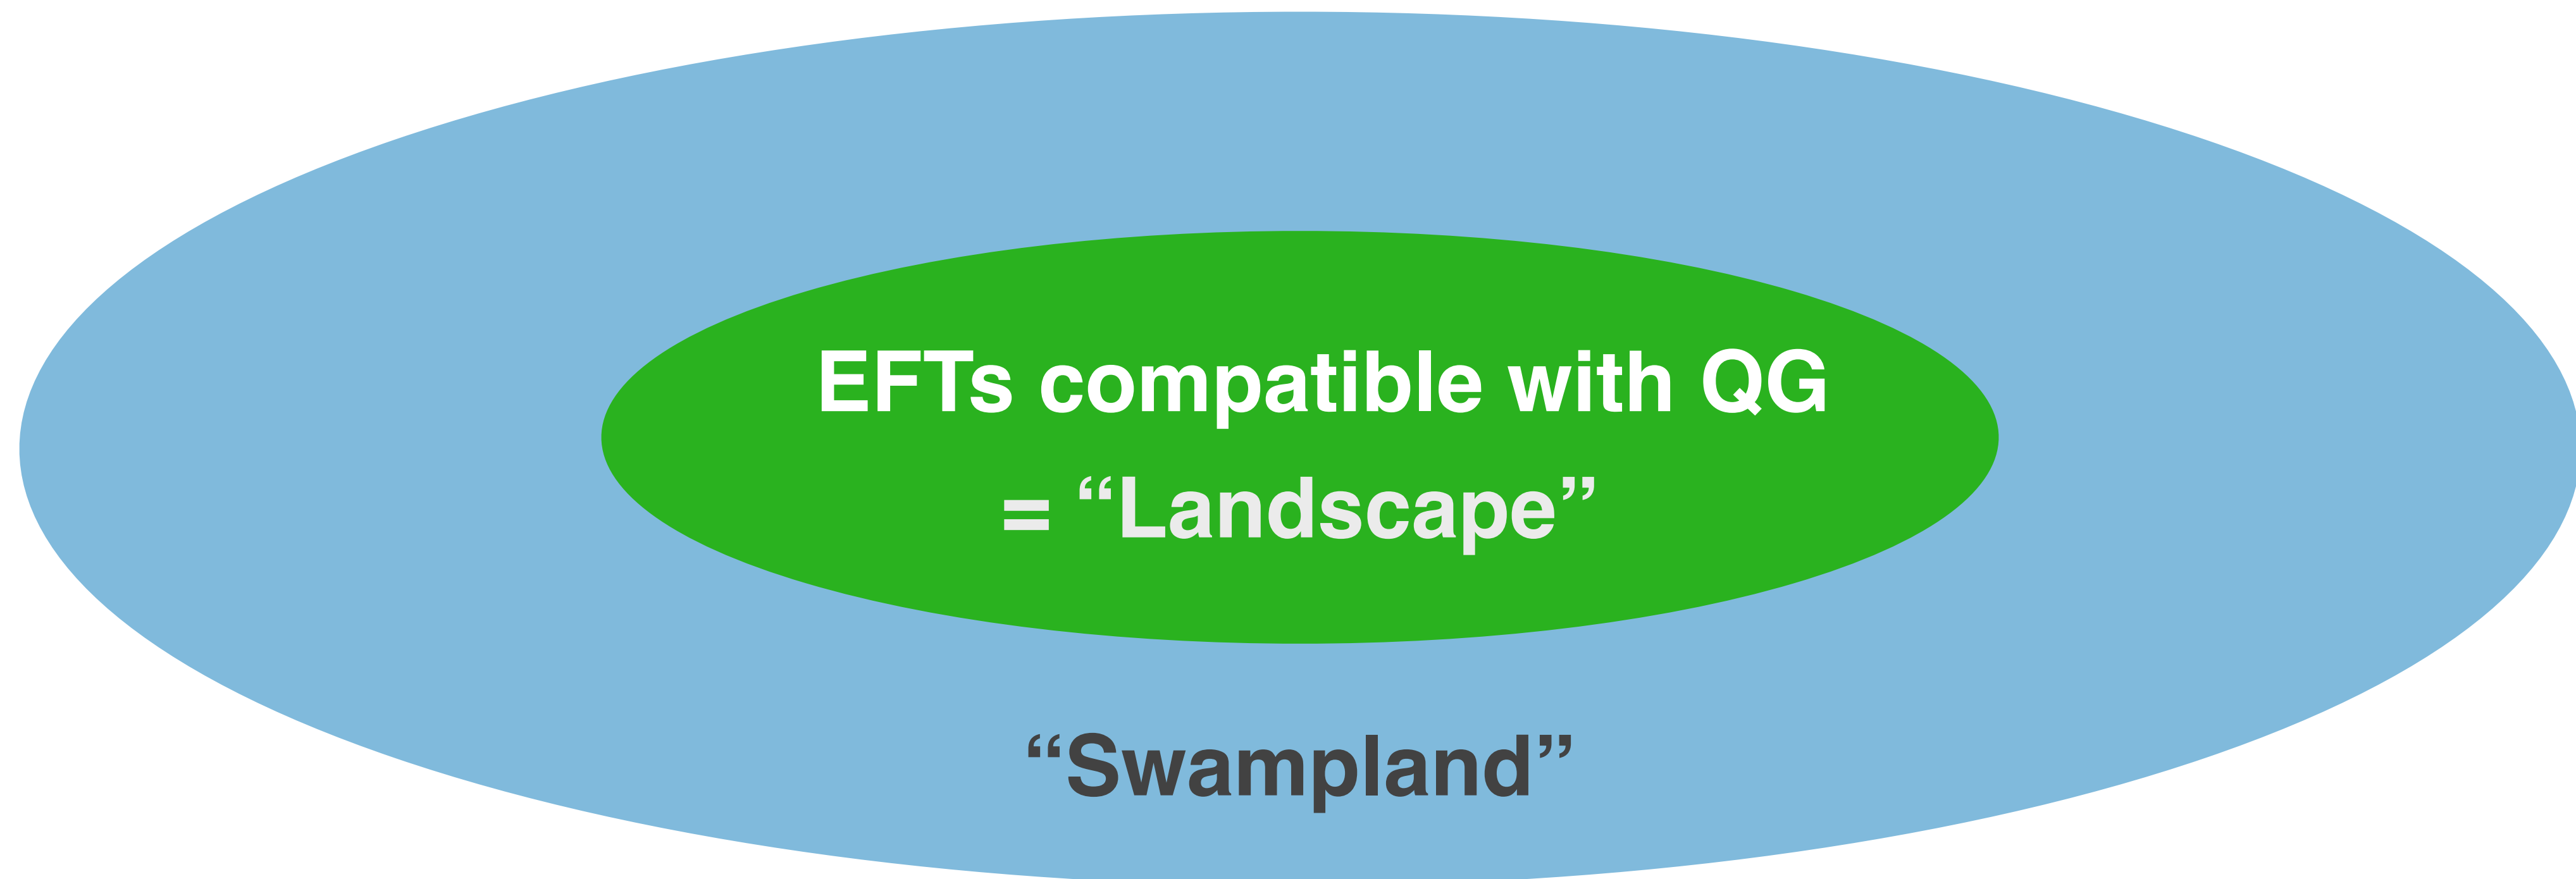 EFTs compatible with QG
= “Landscape”
“Swampland”